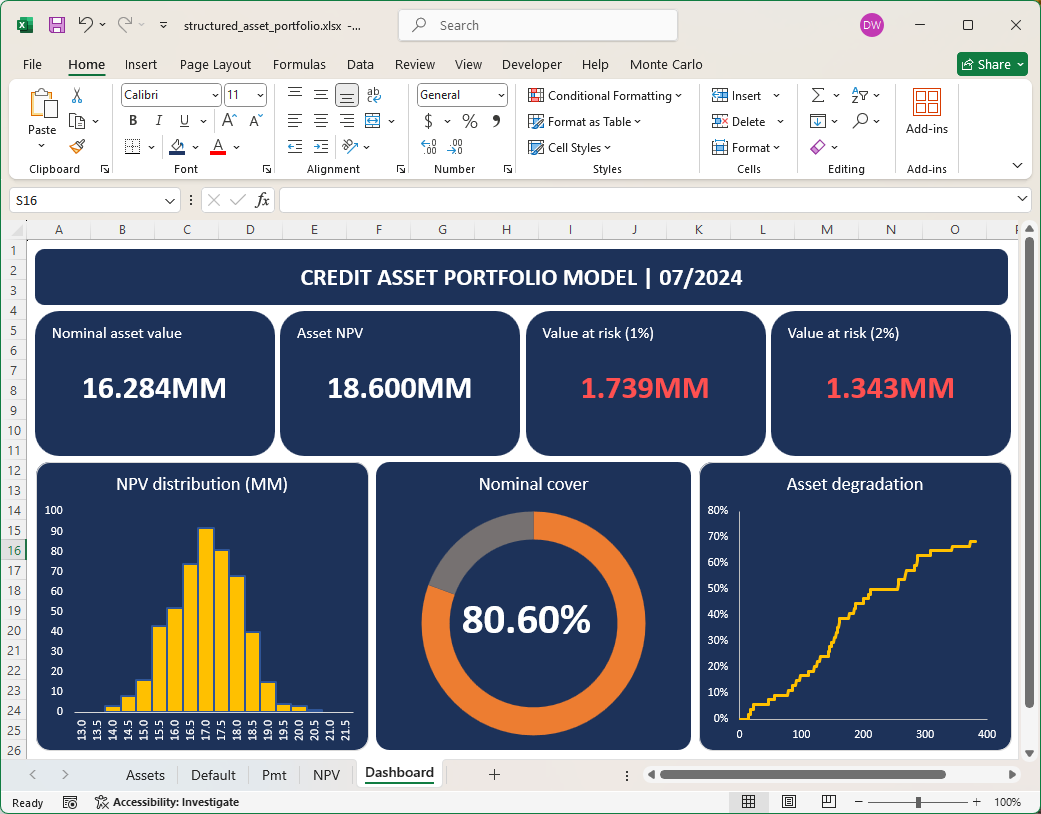 structured_asset_portfolio.xlsx -...
Search
DW
File Home Insert Page Layout Formulas Data Review View Developer Help Monte Carlo
Share
Paste
Calibri 11
B I U A A
Clipboard
Font
ab
Alignment
General
$ % 9
.00
.00
Number
Conditional Formatting
Format as Table
Cell Styles
Styles
Insert
Delete
Format
Cells
Editing
Add-ins
Add-ins
S16 fx
A B C D E F G H I J K L M N O
1
2
3
4
5
6
7
8
9
10
11
12
13
14
15
16
17
18
19
20
21
22
23
24
25
26
CREDIT ASSET PORTFOLIO MODEL | 07/2024
Nominal asset value
16.284MM
Asset NPV
18.600MM
Value at risk (1%)
1.739MM
Value at risk (2%)
1.343MM
NPV distribution (MM)
100
90
80
70
60
50
40
30
20
10
0
13.0 13.5 14.0 14.5 15.0 15.5 16.0 16.5 17.0 17.5 18.0 18.5 19.0 19.5 20.0 20.5 21.0 21.5
Nominal cover
80.60%
Asset degradation
80%
70%
60%
50%
40%
30%
20%
10%
0%
0 100 200 300 400
Assets Default Pmt NPV Dashboard
Ready
Accessibility: Investigate
100%